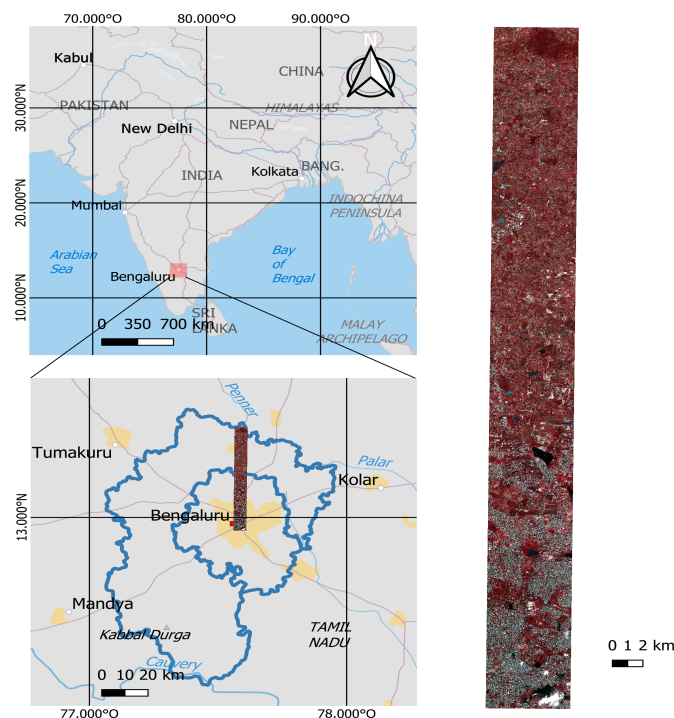 70.000°N
80.000°N
90.000°N
N
Kabul
CHINA
PAKISTAN
HIMALAYAS
30.000°N
New Delhi
NEPAL
Kolkata
BANG.
INDIA
20.000°N
Mumbai
INDOCHINA
PENINSULA
Arabian
Sea
Bay
of
Bengal
Bengaluru
10.000°N
SRI
LANKA
0 350 700 km
MALAY
ARCHIPELAGO
Penner
Tumakuru
Palar
Kolar
Bengaluru
13.000°N
Mandya
Kabbal Durga
TAMIL
NADU
Cauvery
0 10 20 km
77.000°O
78.000°O
0 1 2 km